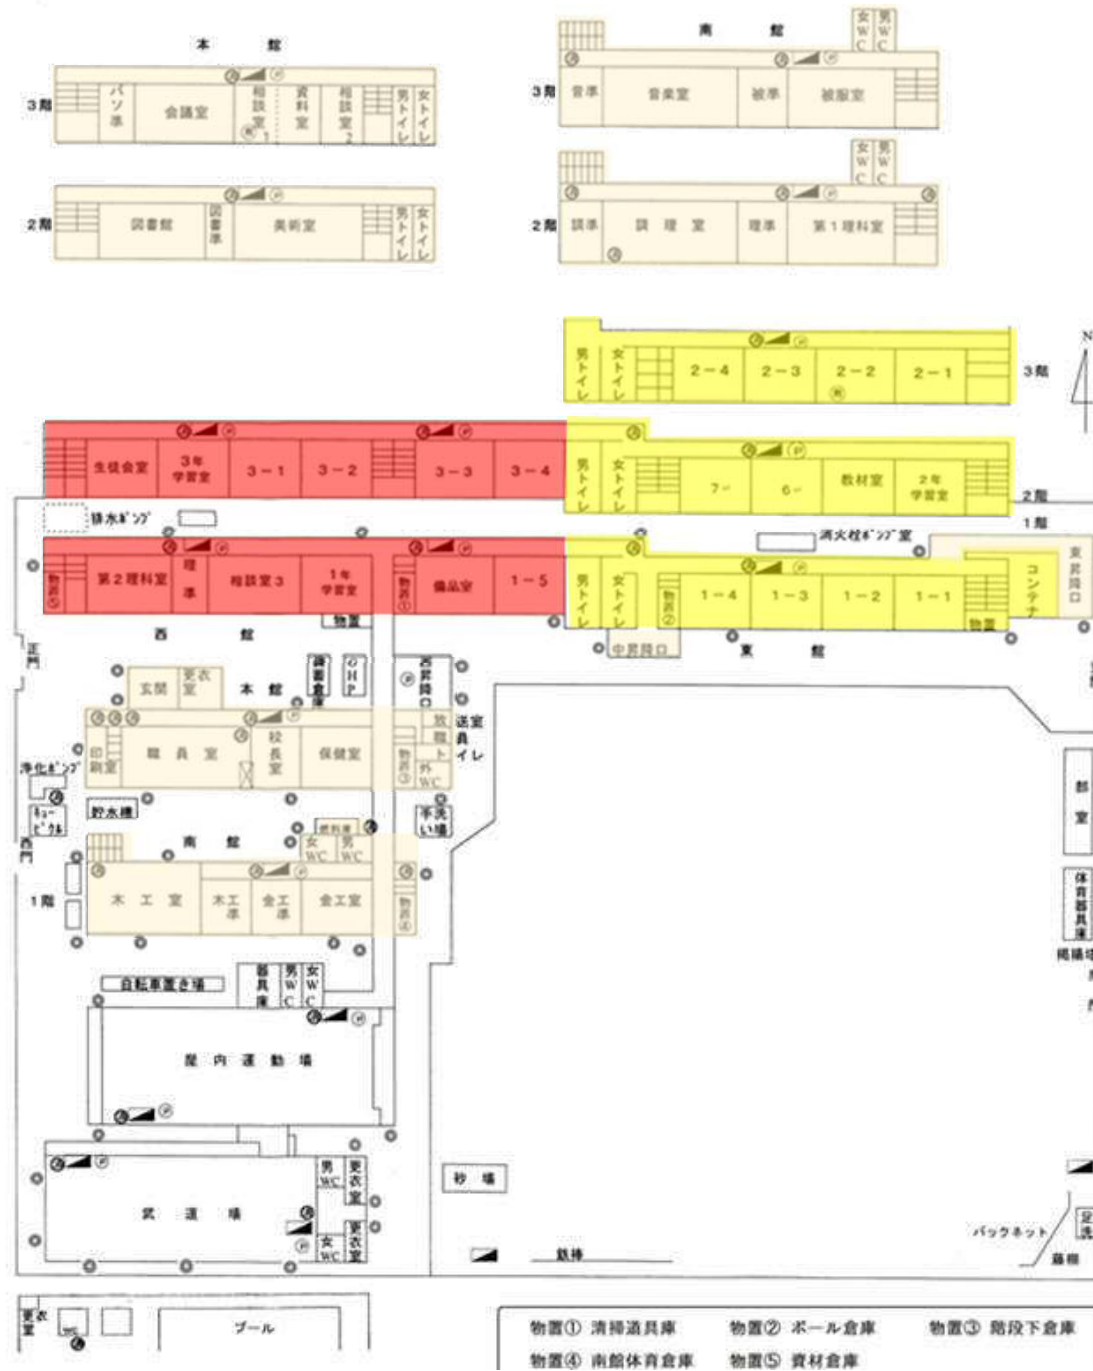 本館
南館
女WC 男WC
3階 パソ準 会議室 相談室1 資料室 相談室2 男トイレ 女トイレ
3階 音準 音楽室 被準 被服室
女WC 男WC
2階 図書館 図書準 美術室 男トイレ 女トイレ
2階 調準 調理室 理準 第1理科室
N
男トイレ 女トイレ 2-4 2-3 2-2 2-1 3階
生徒会室 3年学習室 3-1 3-2 3-3 3-4 男トイレ 女トイレ 7- 6- 教材室 2年学習室 2階
排水ポンプ
消火栓ポンプ室
1階
物置⑤ 第2理科室 理準 相談室3 1年学習室 物置① 備品室 1-5 男トイレ 女トイレ 物置② 1-4 1-3 1-2 1-1 物置 コンテナ 東昇降口
物置
西館
中昇降口
東館
正門
玄関 更衣室 本館 GHP 西昇降口
印刷室 職員室 校長室 保健室 物置③ 放送室 職員トイレ 外WC
浄化ポンプ
キュービクル
貯水槽
燃料庫
手洗い場
西門
南館 女WC 男WC
1階 木工室 木工準 金工準 金工室 物置④
部室
体育器具庫
掲揚塔
自転車置き場 器具庫 男WC 女WC
屋内運動場
男WC 更衣室
武道場
女WC 更衣室
砂場
鉄棒
バックネット
藤棚
足洗
更衣室 WC プール
物置① 清掃道具庫 物置② ボール倉庫 物置③ 階段下倉庫
物置④ 南館体育倉庫 物置⑤ 資材倉庫